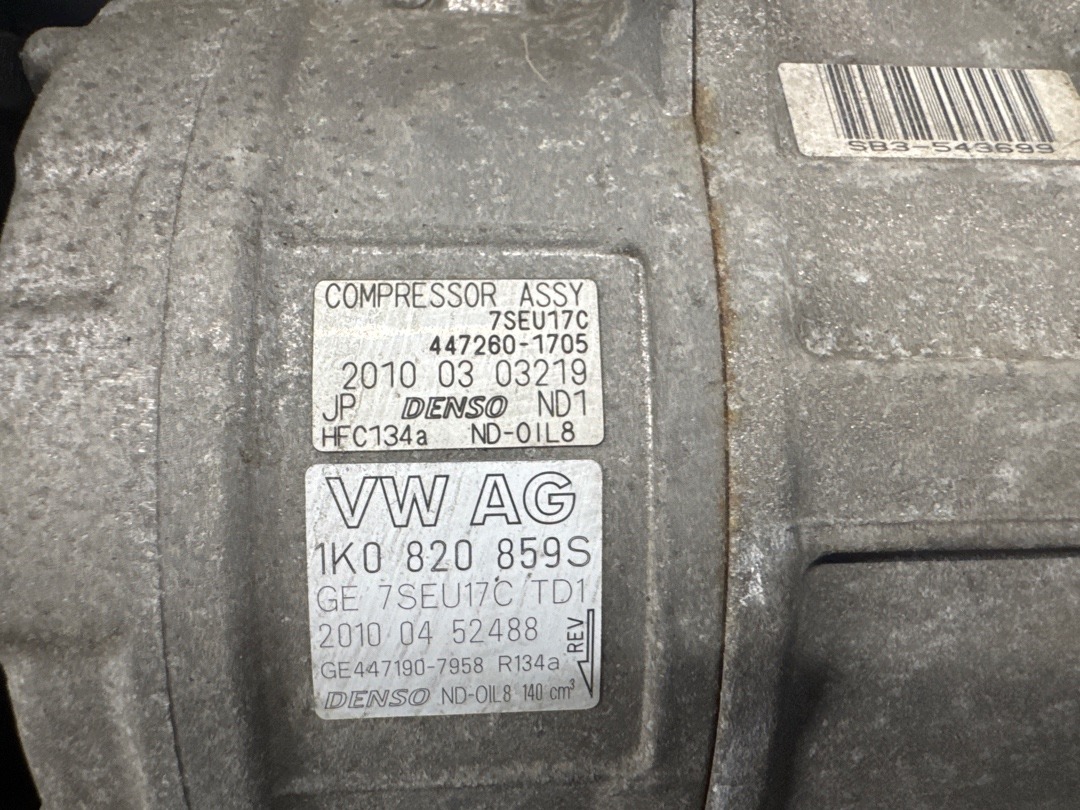 SB3-543699
COMPRESSOR ASSY
7SEU17C
447260-1705
2010 03 03219
JP DENSO ND1
HFC134a ND-OIL8
VW AG
1K0 820 859S
GE 7SEU17C TD1
2010 04 52488
REV
GE447190-7958 R134a
DENSO ND-OIL8 140 cm³